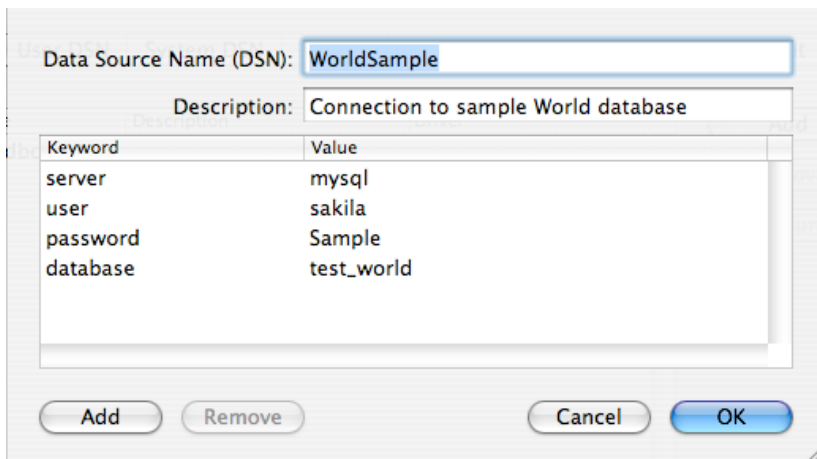 Data Source Name (DSN): WorldSample
Description: Connection to sample World database
Keyword Value
server mysql
user sakila
password Sample
database test_world
Add Remove Cancel OK